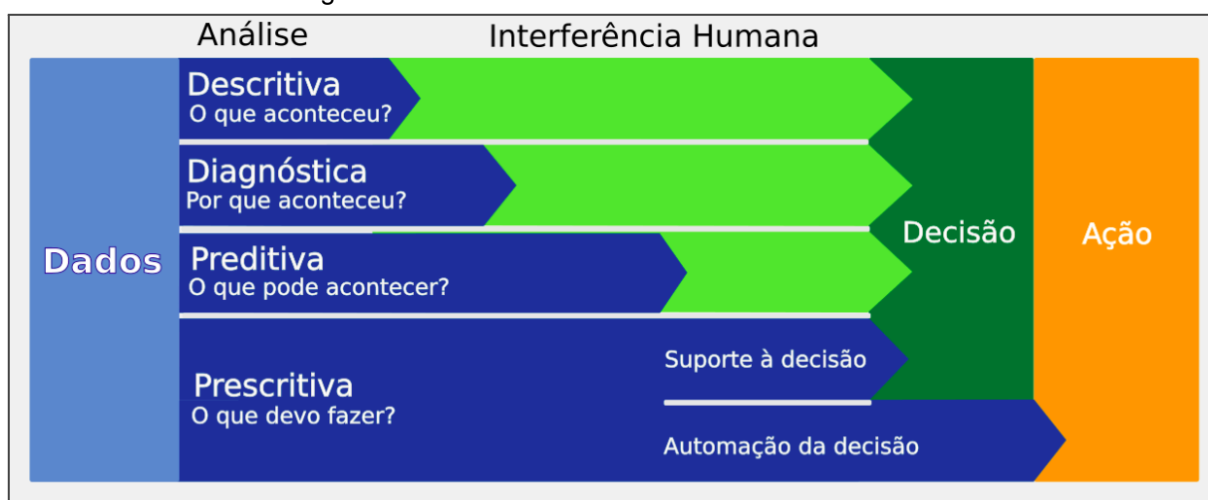 Análise
Interferência Humana
Dados
Descritiva
O que aconteceu?
Diagnóstica
Por que aconteceu?
Preditiva
O que pode acontecer?
Prescritiva
O que devo fazer?
Suporte à decisão
Automação da decisão
Decisão
Ação